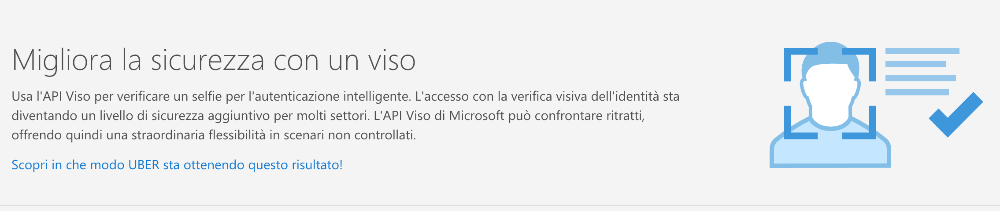 Migliora la sicurezza con un viso
Usa l'API Viso per verificare un selfie per l'autenticazione intelligente. L'accesso con la verifica visiva dell'identità sta
diventando un livello di sicurezza aggiuntivo per molti settori. L'API Viso di Microsoft può confrontare ritratti,
offrendo quindi una straordinaria flessibilità in scenari non controllati.
Scopri in che modo UBER sta ottenendo questo risultato!